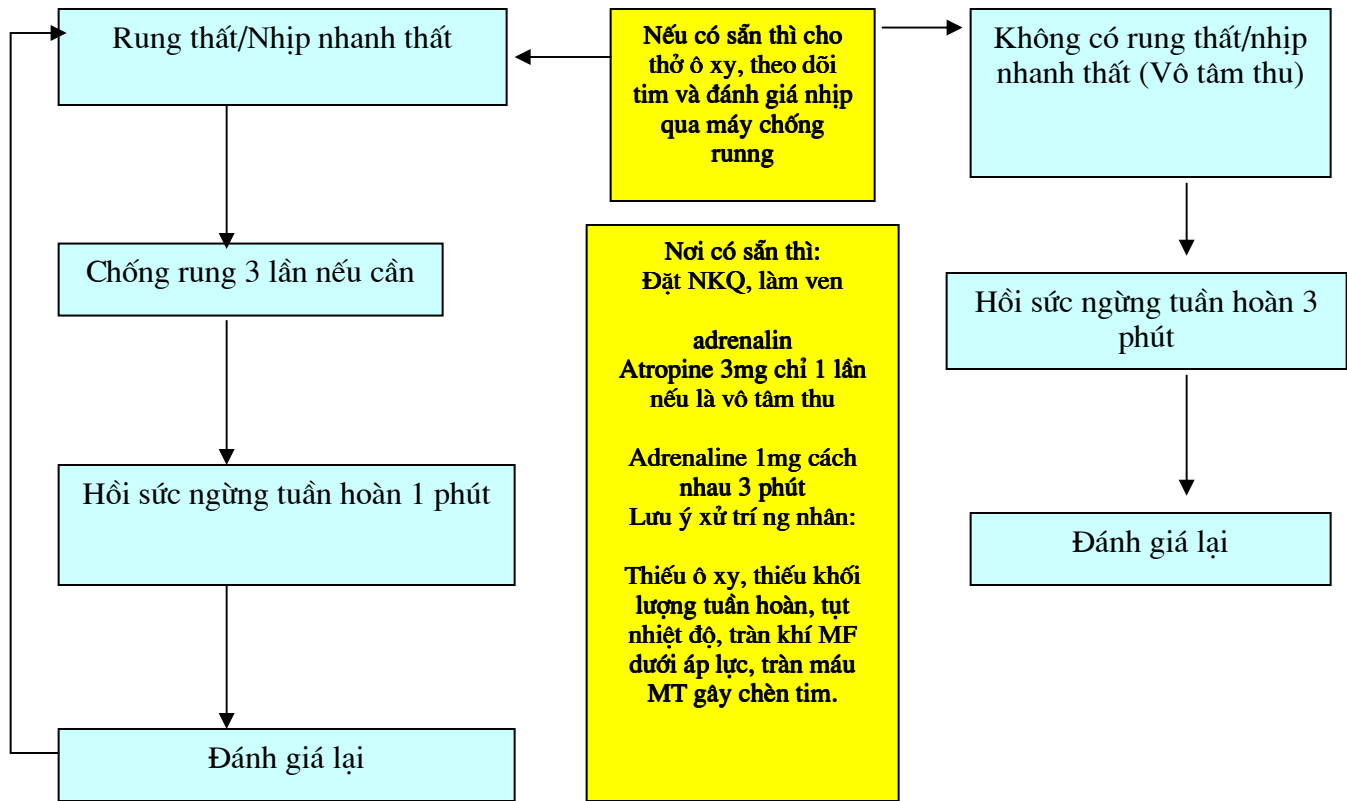 Rung thất/Nhịp nhanh thất
Nếu có sẵn thì cho
thở ô xy, theo dõi
tim và đánh giá nhịp
qua máy chống
runng
Không có rung thất/nhịp
nhanh thất (Vô tâm thu)
Chống rung 3 lần nếu cần
Nơi có sẵn thì:
Đặt NKQ, làm ven
adrenalin
Atropine 3mg chỉ 1 lần
nếu là vô tâm thu
Adrenaline 1mg cách
nhau 3 phút
Lưu ý xử trí ng nhân:
Thiếu ô xy, thiếu khối
lượng tuần hoàn, tụt
nhiệt độ, tràn khí MF
dưới áp lực, tràn máu
MT gây chèn tim.
Hồi sức ngừng tuần hoàn 3
phút
Hồi sức ngừng tuần hoàn 1 phút
Đánh giá lại
Đánh giá lại